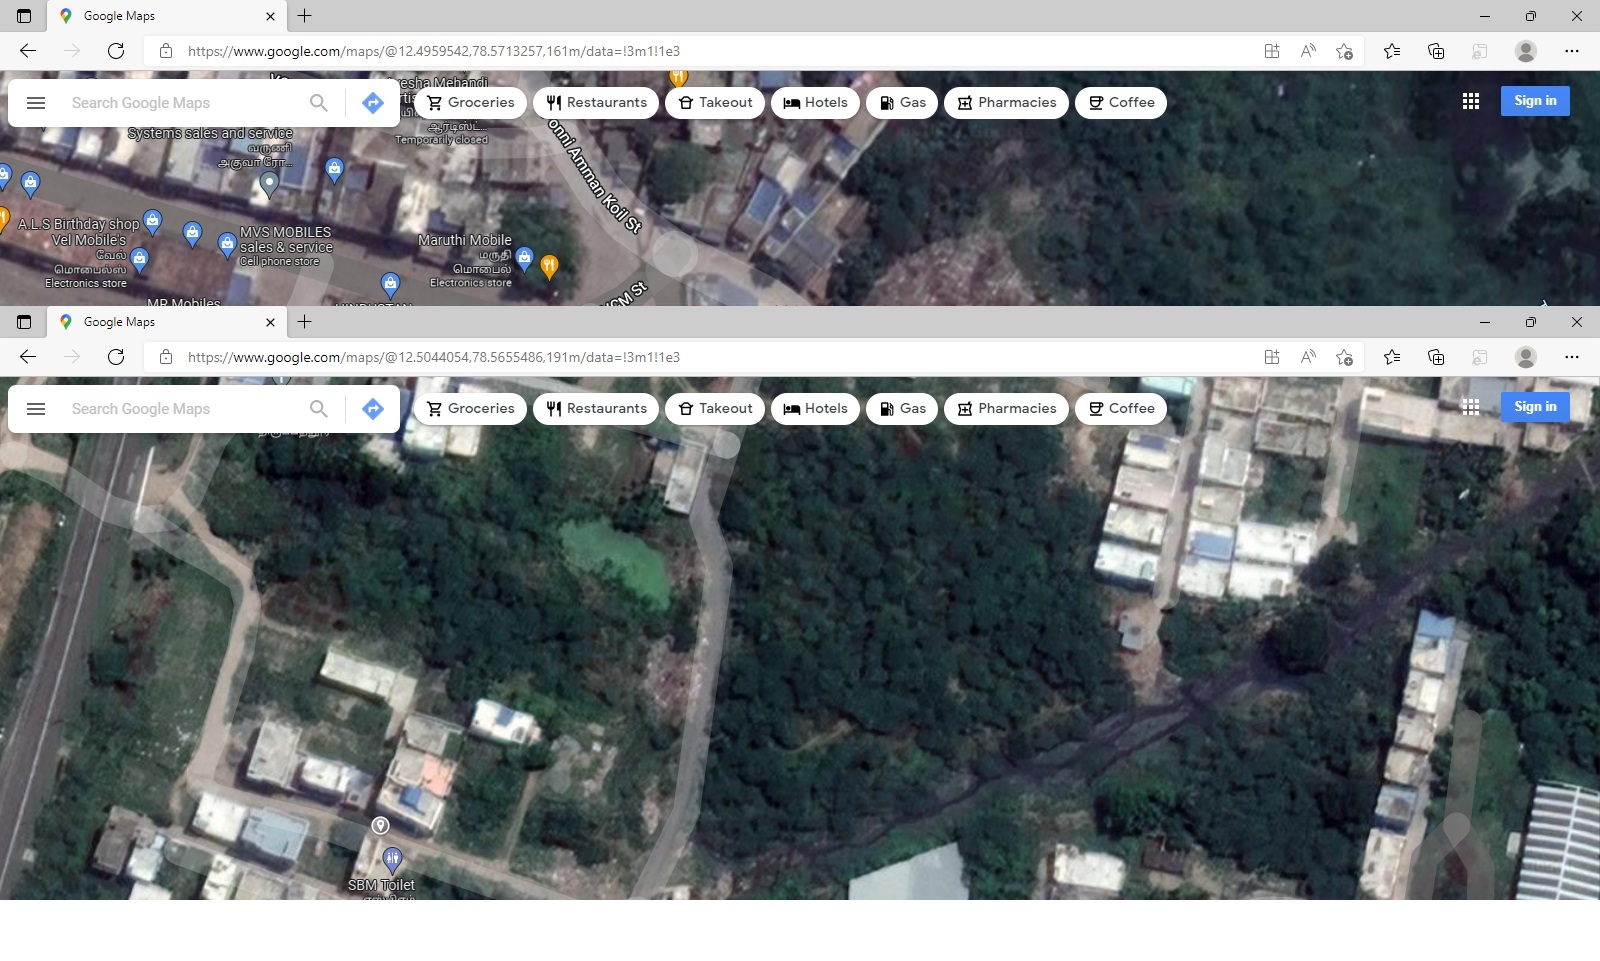 Google Maps
https://www.google.com/maps/@12.4959542,78.5713257,161m/data=!3m1!1e3
Search Google Maps
Groceries
Restaurants
Takeout
Hotels
Gas
Pharmacies
Coffee
Sign in
Mehandi
ஆர்டிஸ்ட்...
Temporarily closed
Systems sales and service
வருணி
அகுவா ரோ...
Amman Koil St
A.L.S Birthday shop
Vel Mobile's
வேல்
மொபைல்ஸ்
Electronics store
MVS MOBILES
sales & service
Cell phone store
Maruthi Mobile
மருதி
மொபைல்
Electronics store
MR Mobiles
HINDUSTAN
St
Google Maps
https://www.google.com/maps/@12.5044054,78.5655486,191m/data=!3m1!1e3
Search Google Maps
Groceries
Restaurants
Takeout
Hotels
Gas
Pharmacies
Coffee
Sign in
SBM Toilet